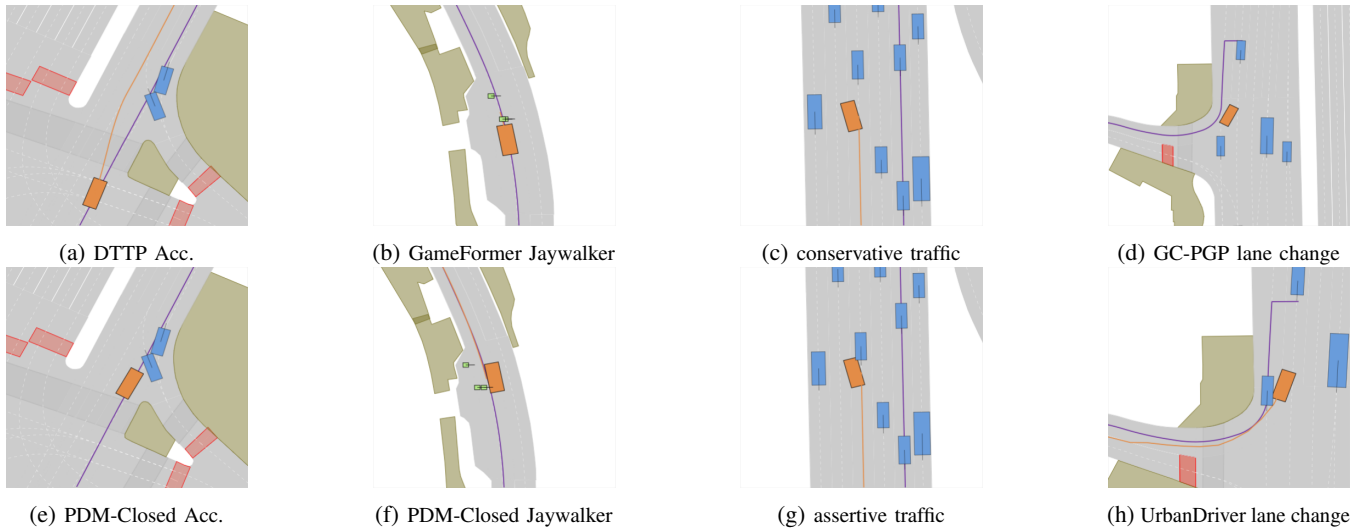 (a) DTTP Acc.
(b) GameFormer Jaywalker
(c) conservative traffic
(d) GC-PGP lane change
(e) PDM-Closed Acc.
(f) PDM-Closed Jaywalker
(g) assertive traffic
(h) UrbanDriver lane change